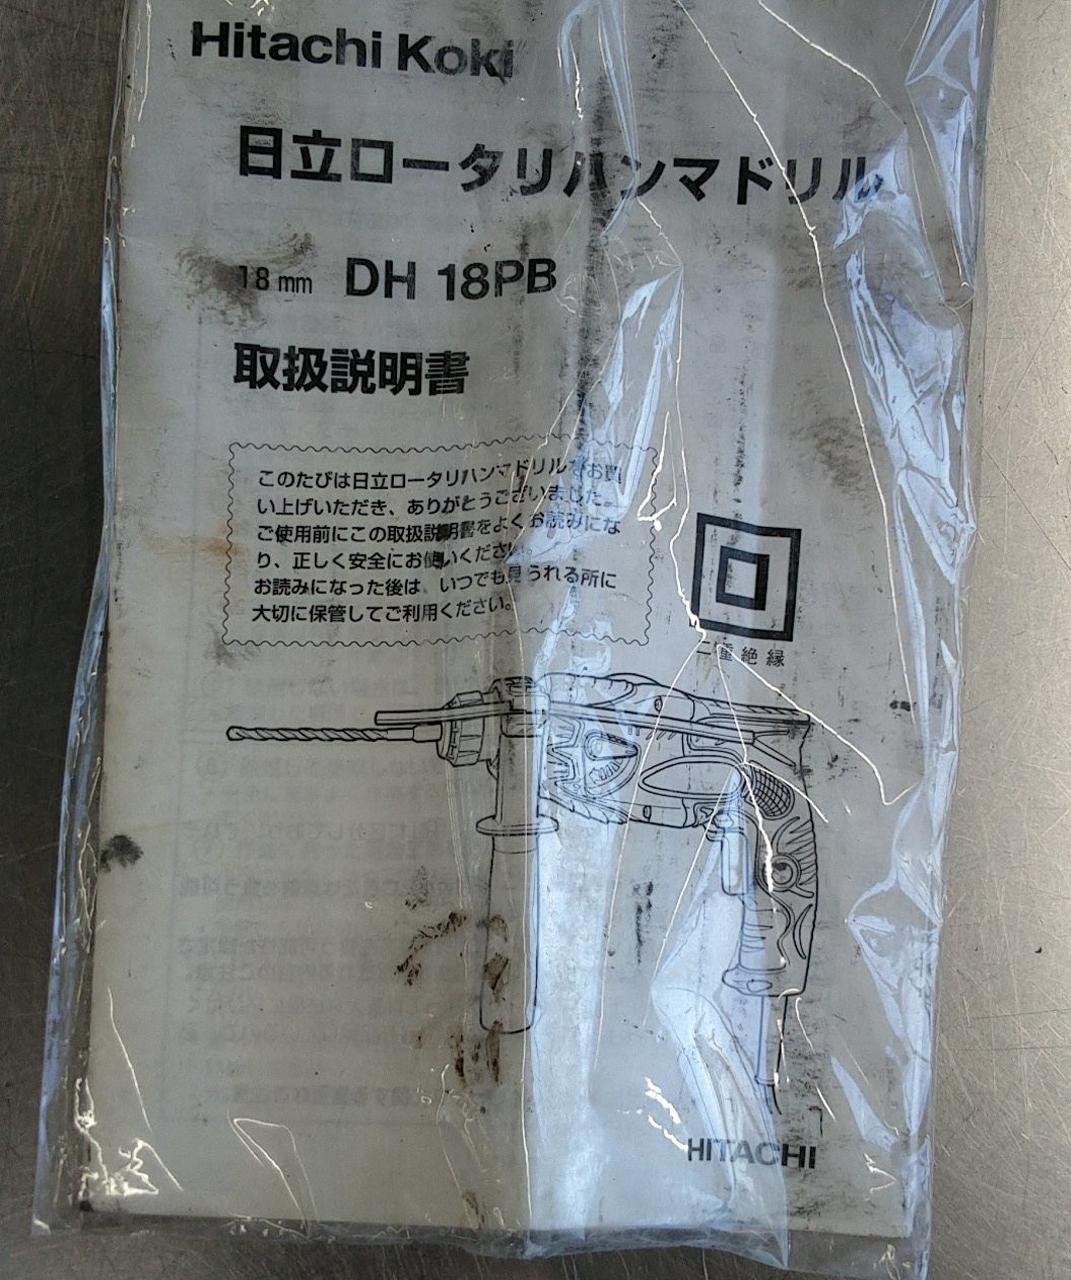 Hitachi Koki
日立ロータリハンマドリル
18mm DH 18PB
取扱説明書
このたびは日立ロータリハンマドリルをお買
い上げいただき、ありがとうございました。
ご使用前にこの取扱説明書をよくお読みにな
り、正しく安全にお使いください。
お読みになった後は、いつでも見られる所に
大切に保管してご利用ください。
二重絶縁
HITACHI